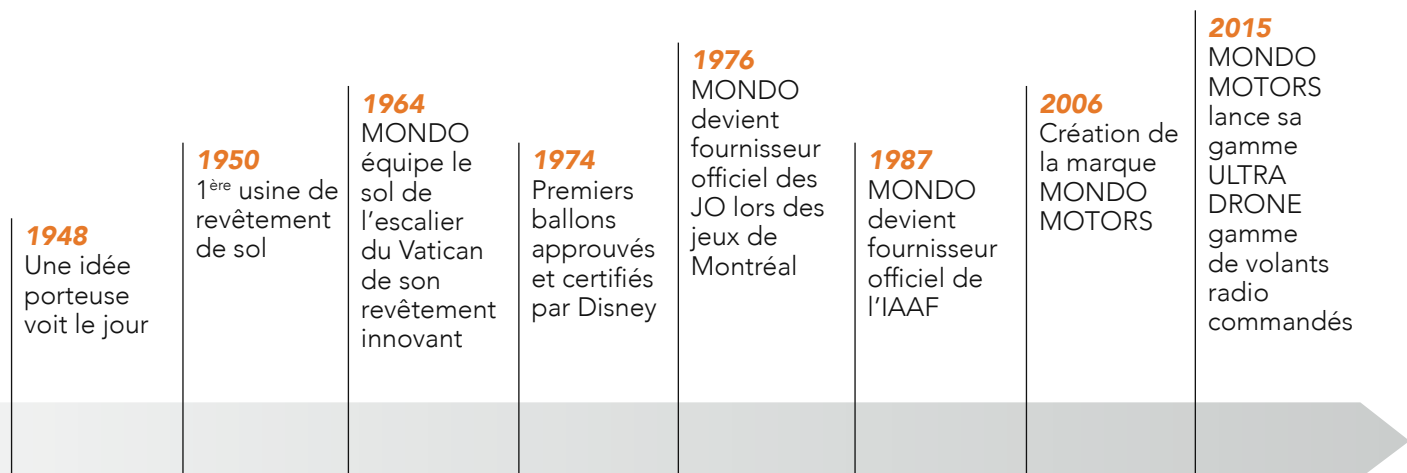 1948
Une idée
porteuse
voit le jour
1950
1ère usine de
revêtement
de sol
1964
MONDO
équipe le
sol de
l’escalier
du Vatican
de son
revêtement
innovant
1974
Premiers
ballons
approuvés
et certifiés
par Disney
1976
MONDO
devient
fournisseur
officiel des
JO lors des
jeux de
Montréal
1987
MONDO
devient
fournisseur
officiel de
l’IAAF
2006
Création de
la marque
MONDO
MOTORS
2015
MONDO
MOTORS
lance sa
gamme
ULTRA
DRONE
gamme
de volants
radio
commandés